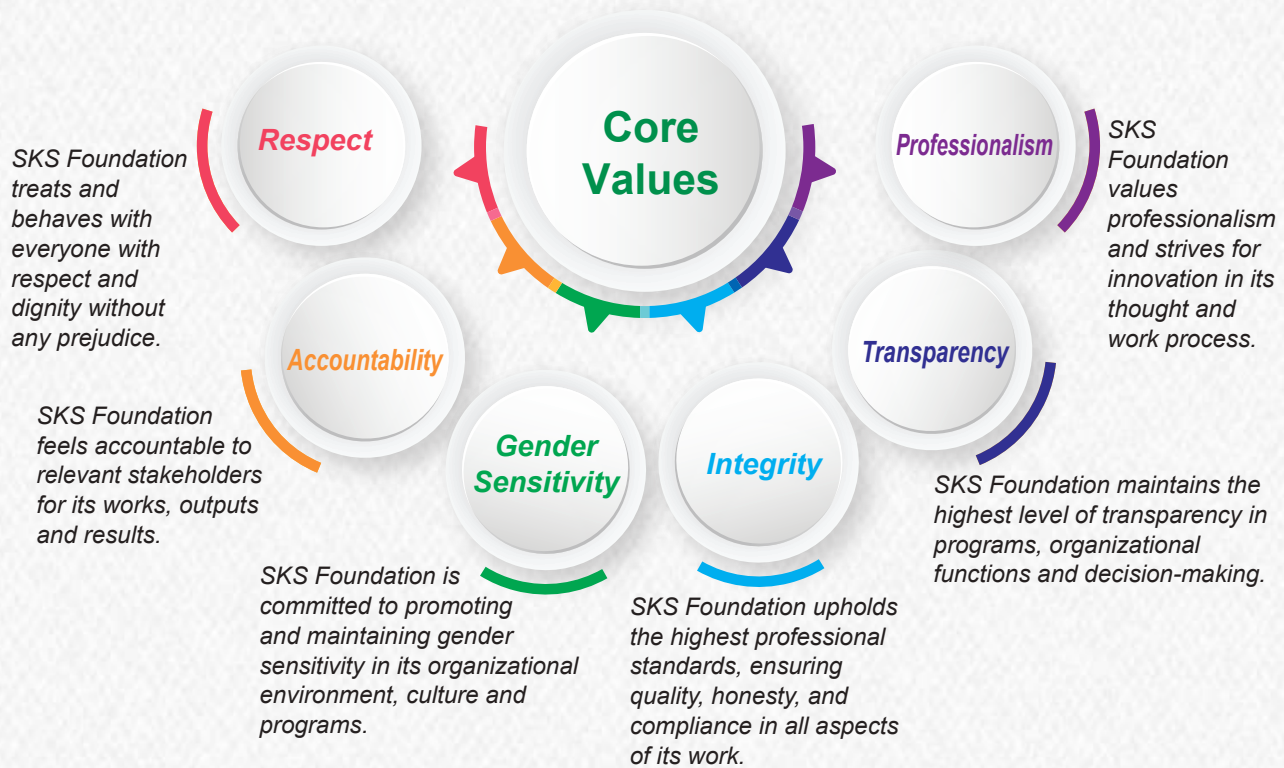 Core
Values
Respect
SKS Foundation
treats and
behaves with
everyone with
respect and
dignity without
any prejudice.
Accountability
SKS Foundation
feels accountable to
relevant stakeholders
for its works, outputs
and results.
Gender
Sensitivity
SKS Foundation is
committed to promoting
and maintaining gender
sensitivity in its organizational
environment, culture and
programs.
Integrity
SKS Foundation upholds
the highest professional
standards, ensuring
quality, honesty, and
compliance in all aspects
of its work.
Transparency
SKS Foundation maintains the
highest level of transparency in
programs, organizational
functions and decision-making.
Professionalism
SKS
Foundation
values
professionalism
and strives for
innovation in its
thought and
work process.